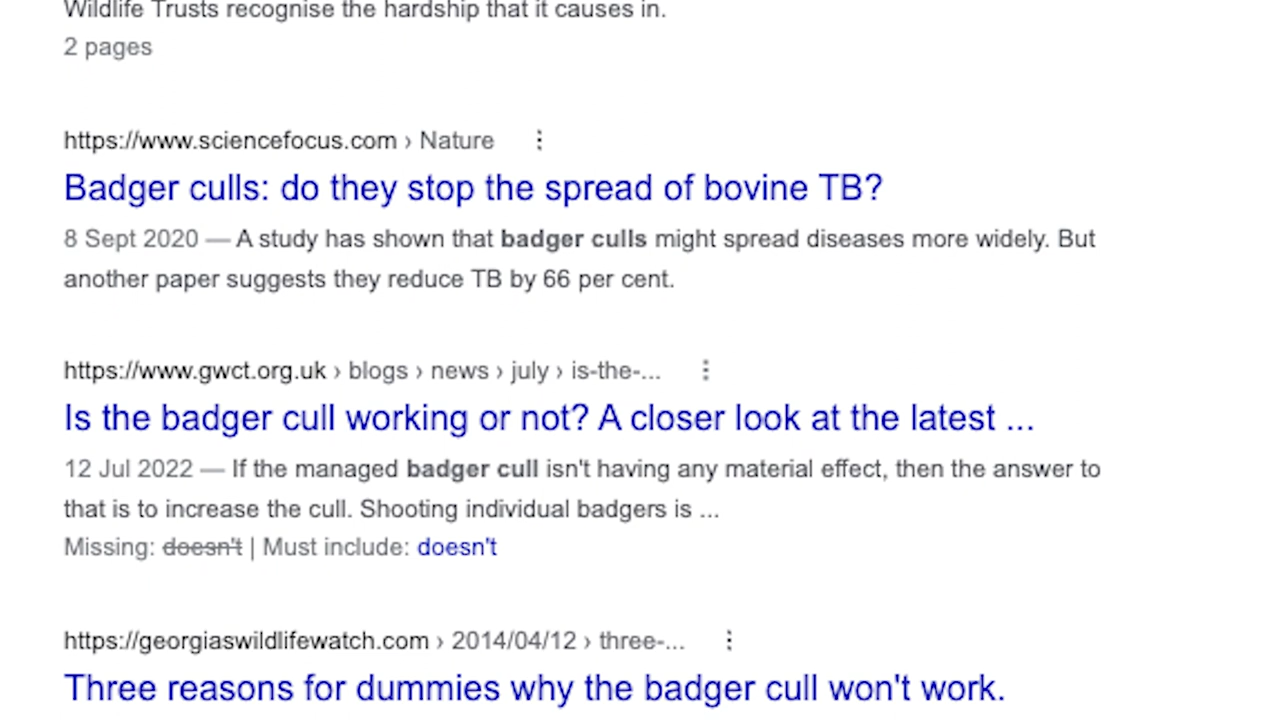 Wildlife Trusts recognise the hardship that it causes in.
2 pages
https://www.sciencefocus.com › Nature
Badger culls: do they stop the spread of bovine TB?
8 Sept 2020 — A study has shown that badger culls might spread diseases more widely. But
another paper suggests they reduce TB by 66 per cent.
https://www.gwct.org.uk › blogs › news › july › is-the-...
Is the badger cull working or not? A closer look at the latest ...
12 Jul 2022 — If the managed badger cull isn't having any material effect, then the answer to
that is to increase the cull. Shooting individual badgers is ...
Missing: doesn't | Must include: doesn't
https://georgiaswildlifewatch.com › 2014/04/12 › three-...
Three reasons for dummies why the badger cull won't work.